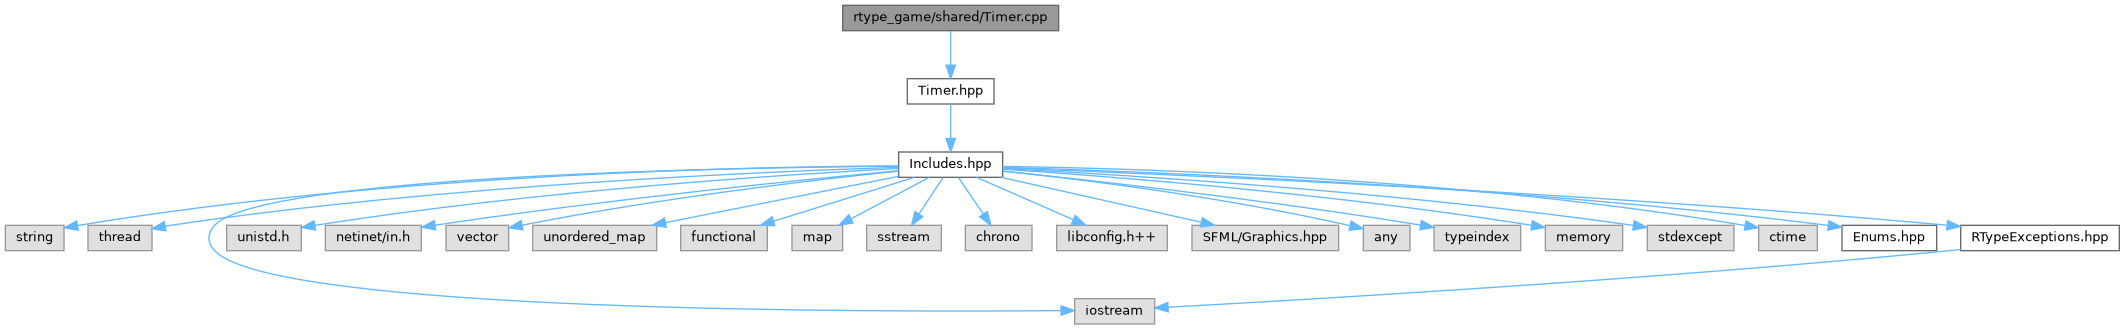 rtype_game/shared/Timer.cpp
Timer.hpp
Includes.hpp
string
thread
unistd.h
netinet/in.h
vector
unordered_map
functional
map
sstream
chrono
libconfig.h++
SFML/Graphics.hpp
any
typeindex
memory
stdexcept
ctime
Enums.hpp
RTypeExceptions.hpp
iostream